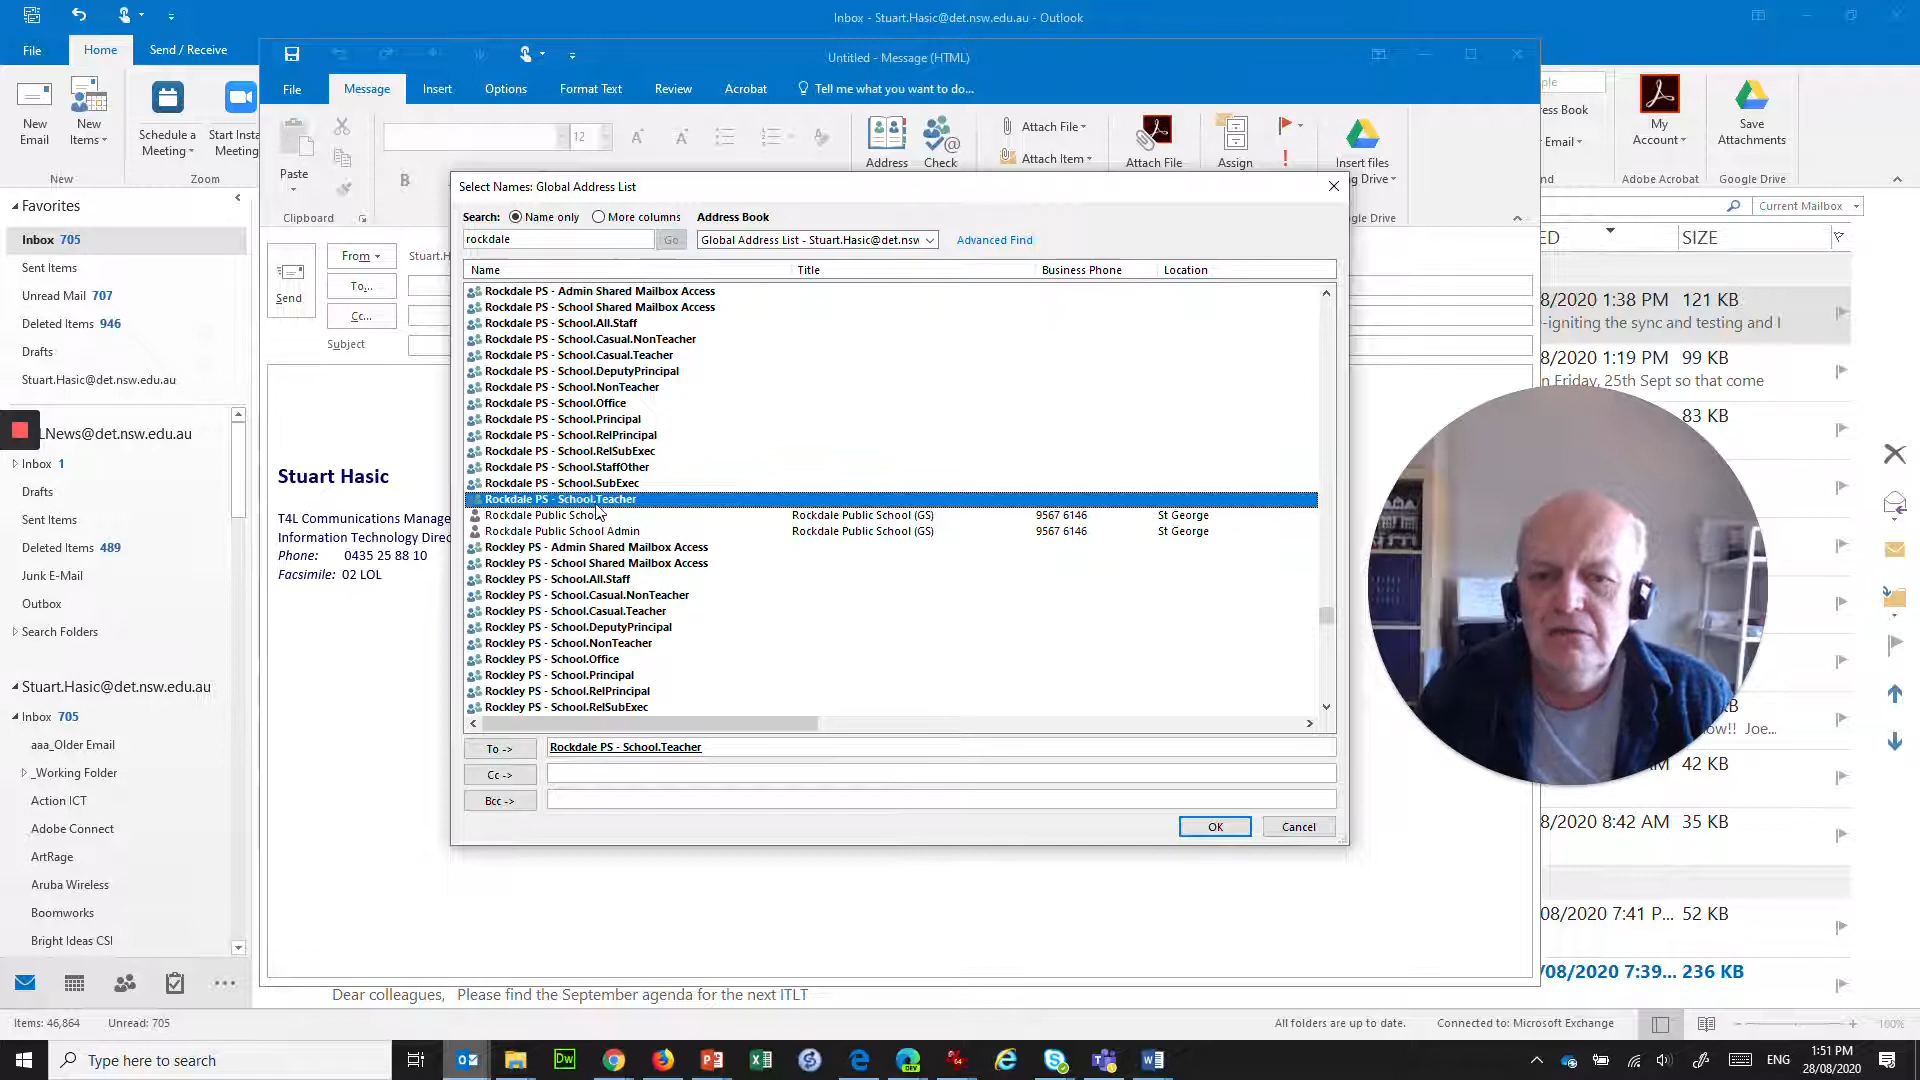 Inbox - Stuart.Hasic@det.nsw.edu.au - Outlook
File
Home
Send / Receive
Untitled - Message (HTML)
File
Message
Insert
Options
Format Text
Review
Acrobat
Tell me what you want to do...
New Email
New Items
Schedule a Meeting
Start Inst
Meeting
New
Zoom
Paste
Clipboard
12
B
Address
Check
Attach File
Attach Item
Attach File
Assign
Insert files
Drive
gle Drive
ess Book
Email
nd
My Account
Save Attachments
Adobe Acrobat
Google Drive
Favorites
Inbox 705
Sent Items
Unread Mail 707
Deleted Items 946
Drafts
Stuart.Hasic@det.nsw.edu.au
LNews@det.nsw.edu.au
Inbox 1
Drafts
Sent Items
Deleted Items 489
Junk E-Mail
Outbox
Search Folders
Stuart.Hasic@det.nsw.edu.au
Inbox 705
aaa_Older Email
_Working Folder
Action ICT
Adobe Connect
ArtRage
Aruba Wireless
Boomworks
Bright Ideas CSI
Send
From
Stuart.H
To...
Cc...
Subject
Stuart Hasic
T4L Communications Manage
Information Technology Direc
Phone: 0435 25 88 10
Facsimile: 02 LOL
Select Names: Global Address List
Search: Name only More columns Address Book
rockdale
Go
Global Address List - Stuart.Hasic@det.nsw
Advanced Find
Name Title Business Phone Location
Rockdale PS - Admin Shared Mailbox Access
Rockdale PS - School Shared Mailbox Access
Rockdale PS - School.All.Staff
Rockdale PS - School.Casual.NonTeacher
Rockdale PS - School.Casual.Teacher
Rockdale PS - School.DeputyPrincipal
Rockdale PS - School.NonTeacher
Rockdale PS - School.Office
Rockdale PS - School.Principal
Rockdale PS - School.RelPrincipal
Rockdale PS - School.RelSubExec
Rockdale PS - School.StaffOther
Rockdale PS - School.SubExec
Rockdale PS - School.Teacher
Rockdale Public School Rockdale Public School (GS) 9567 6146 St George
Rockdale Public School Admin Rockdale Public School (GS) 9567 6146 St George
Rockley PS - Admin Shared Mailbox Access
Rockley PS - School Shared Mailbox Access
Rockley PS - School.All.Staff
Rockley PS - School.Casual.NonTeacher
Rockley PS - School.Casual.Teacher
Rockley PS - School.DeputyPrincipal
Rockley PS - School.NonTeacher
Rockley PS - School.Office
Rockley PS - School.Principal
Rockley PS - School.RelPrincipal
Rockley PS - School.RelSubExec
To -> Rockdale PS - School.Teacher
Cc ->
Bcc ->
OK
Cancel
Current Mailbox
ED SIZE
8/2020 1:38 PM 121 KB
-igniting the sync and testing and I
8/2020 1:19 PM 99 KB
n Friday, 25th Sept so that come
83 KB
KB
ow!! Joe...
42 KB
8/2020 8:42 AM 35 KB
08/2020 7:41 P... 52 KB
/08/2020 7:39... 236 KB
Dear colleagues, Please find the September agenda for the next ITLT
Items: 46,864
Unread: 705
All folders are up to date.
Connected to: Microsoft Exchange
100%
Type here to search
Dw
DEV
ENG
1:51 PM
28/08/2020